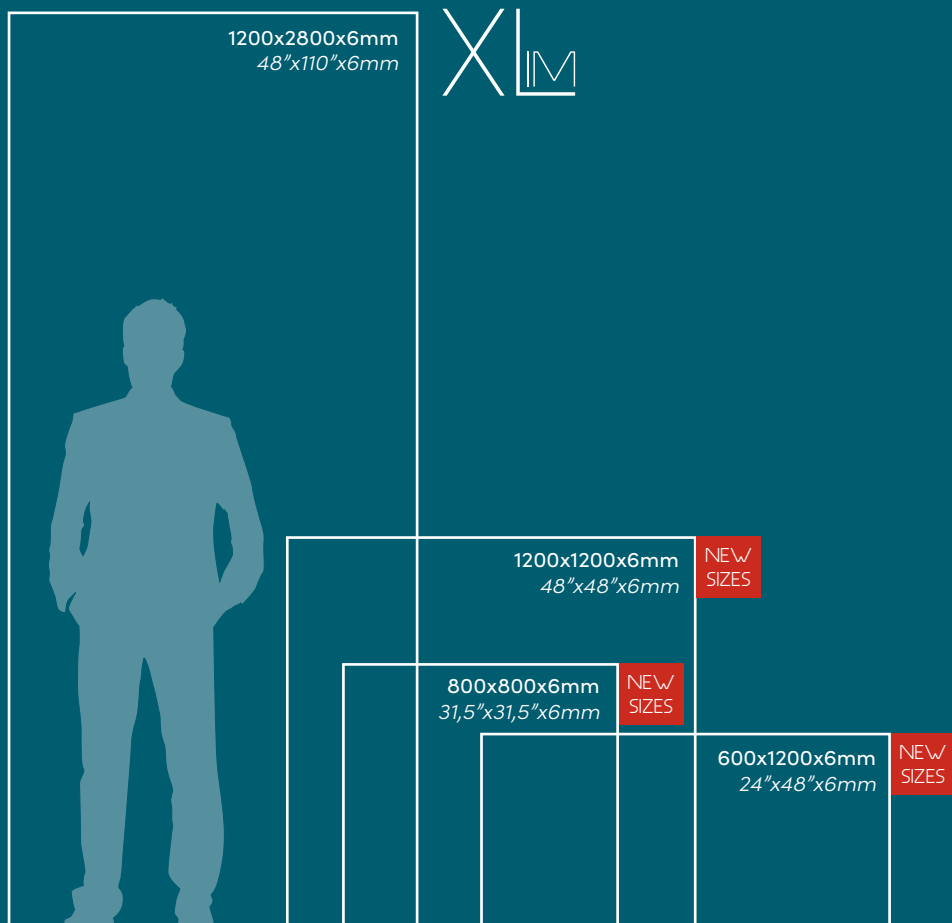 1200x2800x6mm
48"x110"x6mm
XLIM
1200x1200x6mm
48"x48"x6mm
NEW
SIZES
800x800x6mm
31,5"x31,5"x6mm
NEW
SIZES
600x1200x6mm
24"x48"x6mm
NEW
SIZES